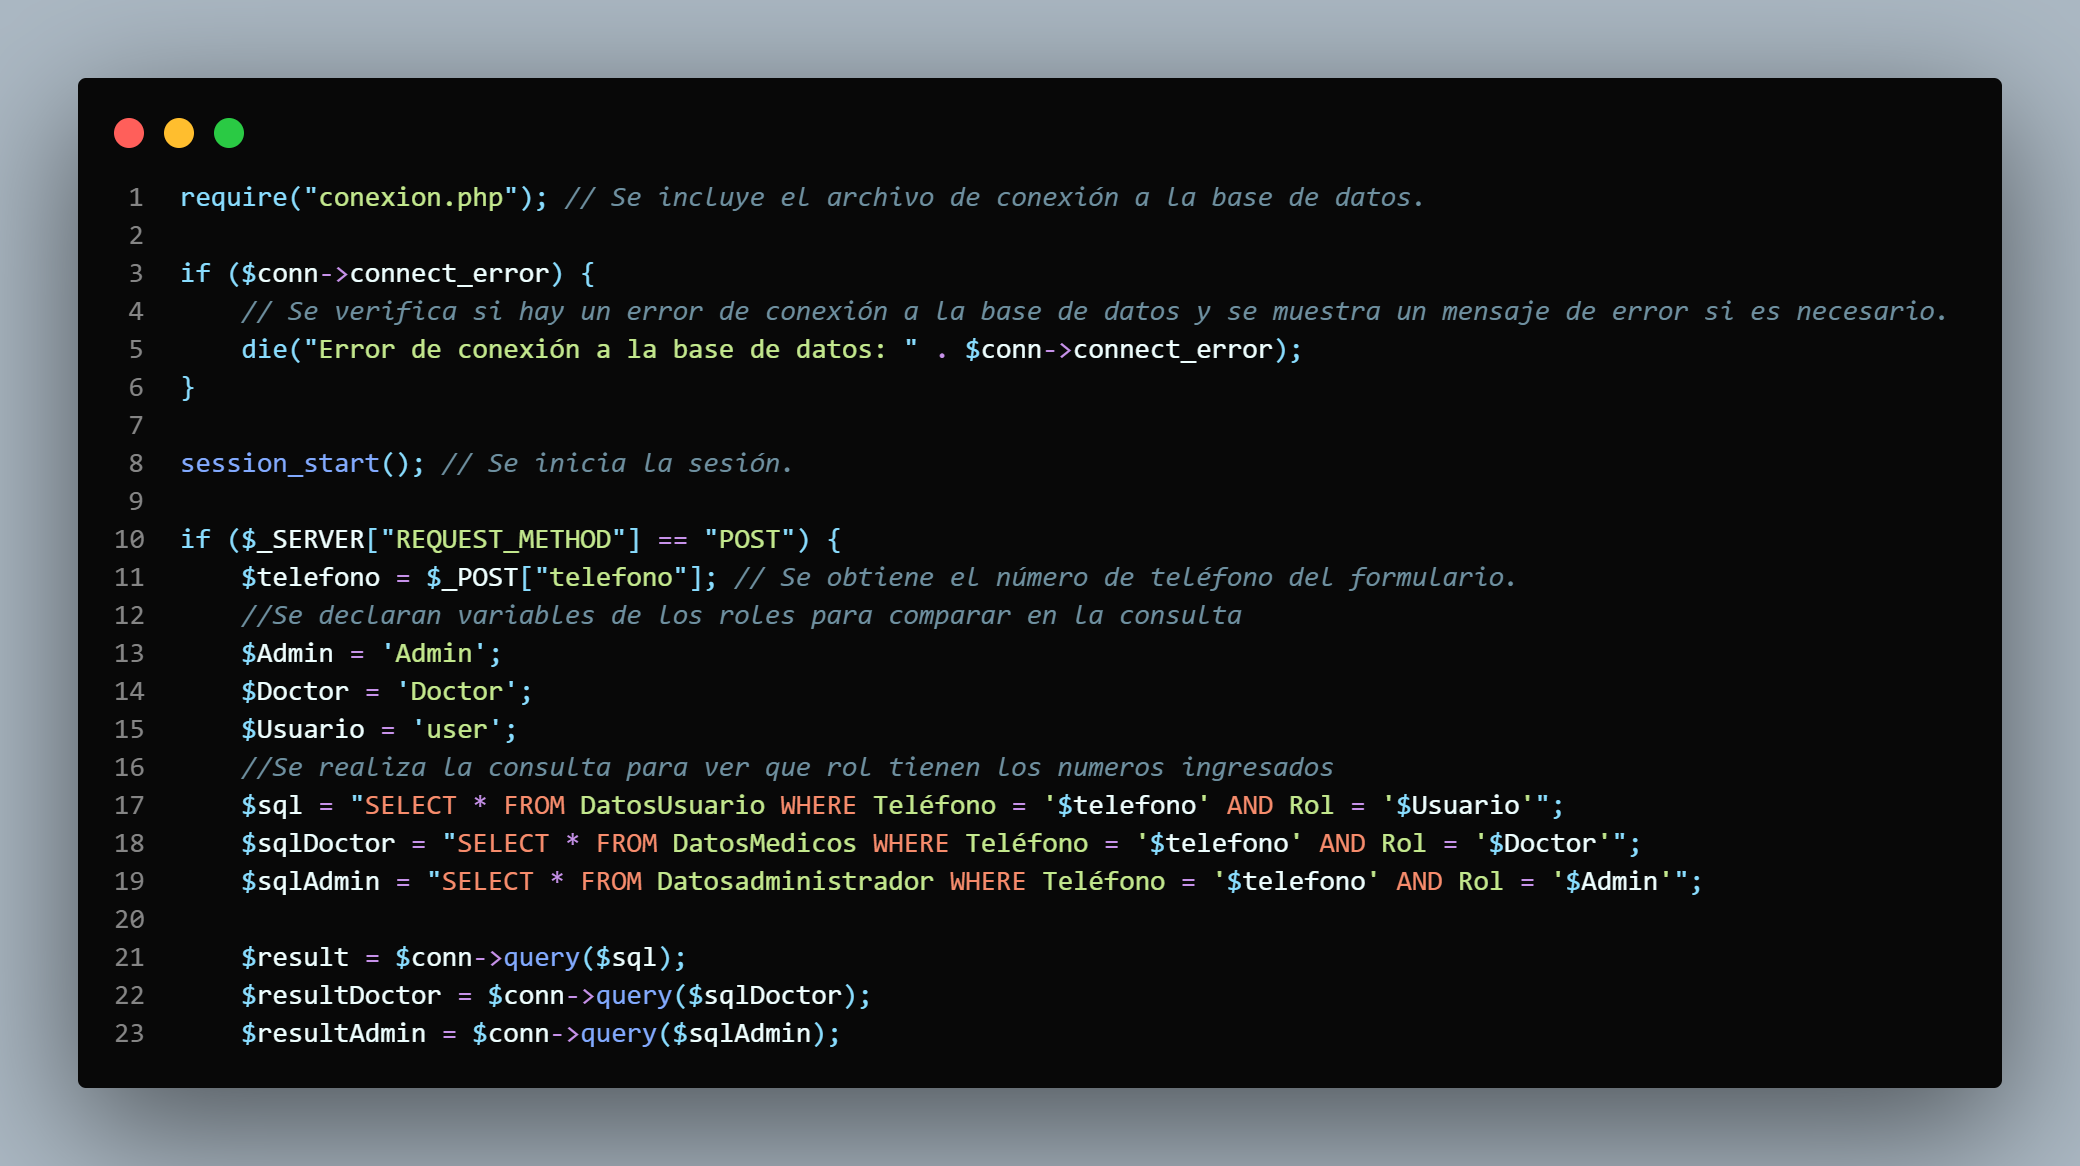 1 require("conexion.php"); // Se incluye el archivo de conexión a la base de datos.
2
3 if ($conn->connect_error) {
4     // Se verifica si hay un error de conexión a la base de datos y se muestra un mensaje de error si es necesario.
5     die("Error de conexión a la base de datos: " . $conn->connect_error);
6 }
7
8 session_start(); // Se inicia la sesión.
9
10 if ($_SERVER["REQUEST_METHOD"] == "POST") {
11     $telefono = $_POST["telefono"]; // Se obtiene el número de teléfono del formulario.
12     //Se declaran variables de los roles para comparar en la consulta
13     $Admin = 'Admin';
14     $Doctor = 'Doctor';
15     $Usuario = 'user';
16     //Se realiza la consulta para ver que rol tienen los numeros ingresados
17     $sql = "SELECT * FROM DatosUsuario WHERE Teléfono = '$telefono' AND Rol = '$Usuario'";
18     $sqlDoctor = "SELECT * FROM DatosMedicos WHERE Teléfono = '$telefono' AND Rol = '$Doctor'";
19     $sqlAdmin = "SELECT * FROM Datosadministrador WHERE Teléfono = '$telefono' AND Rol = '$Admin'";
20
21     $result = $conn->query($sql);
22     $resultDoctor = $conn->query($sqlDoctor);
23     $resultAdmin = $conn->query($sqlAdmin);